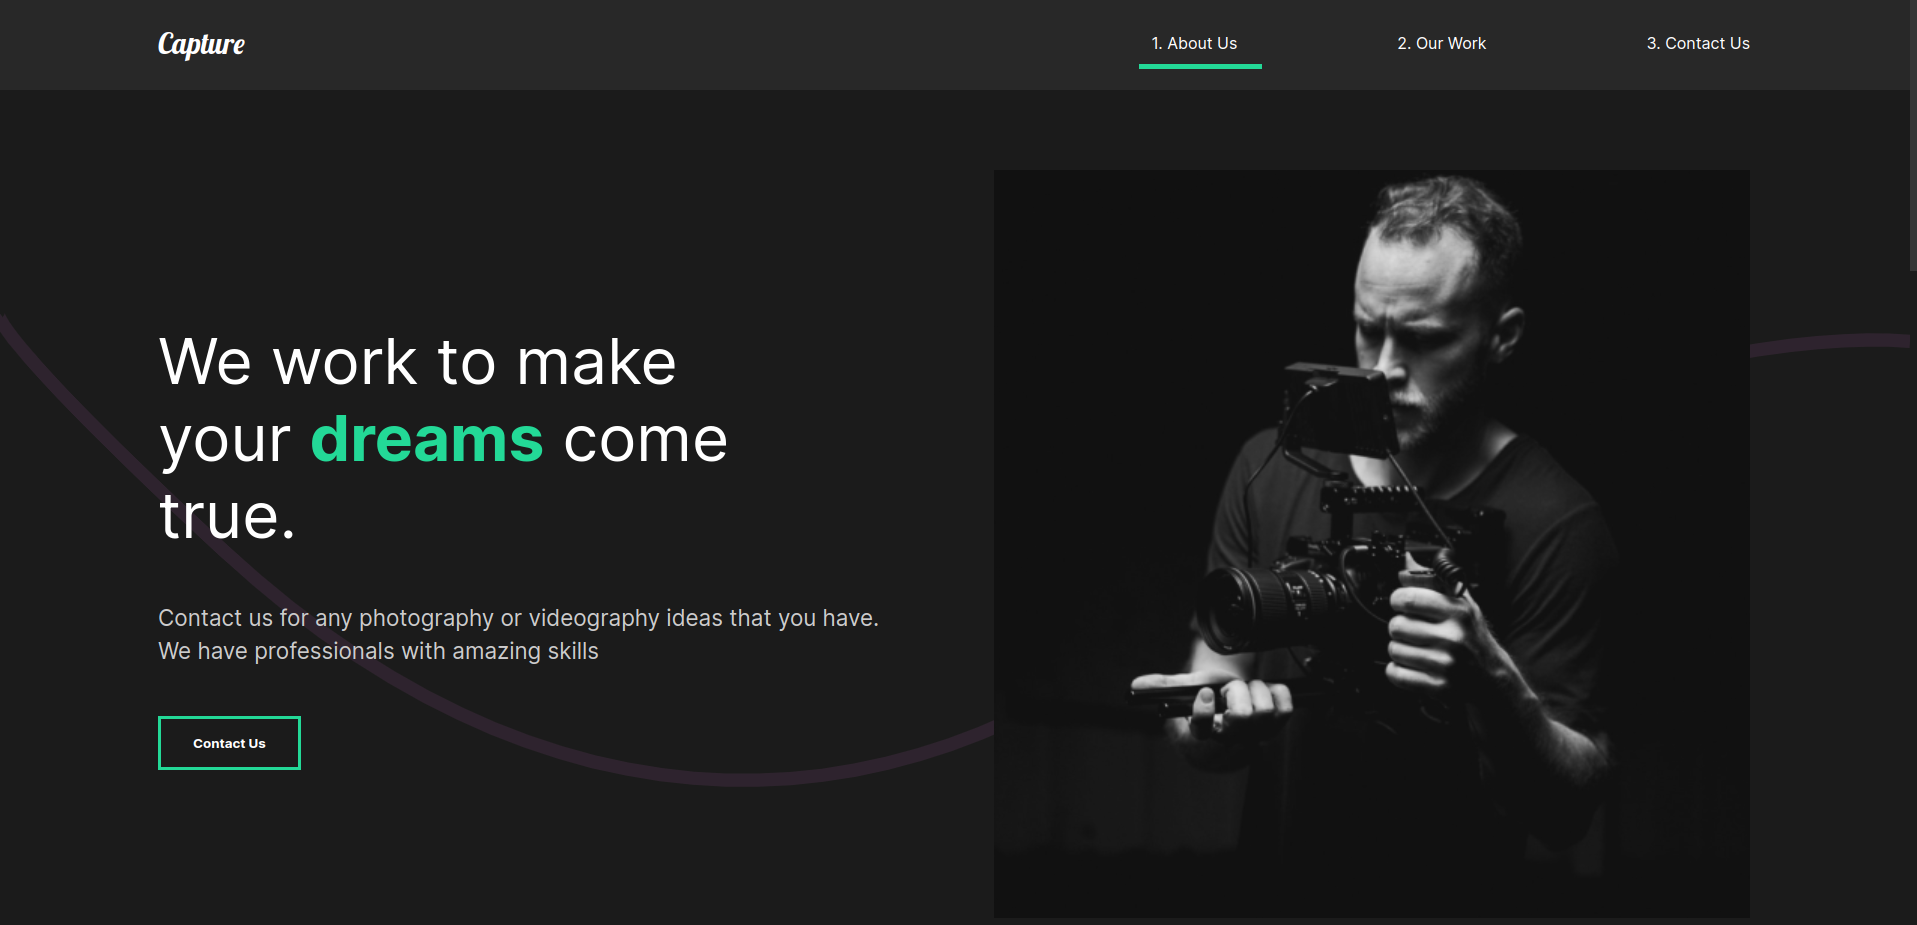 Capture
1. About Us
2. Our Work
3. Contact Us
We work to make
your dreams come
true.
Contact us for any photography or videography ideas that you have.
We have professionals with amazing skills
Contact Us